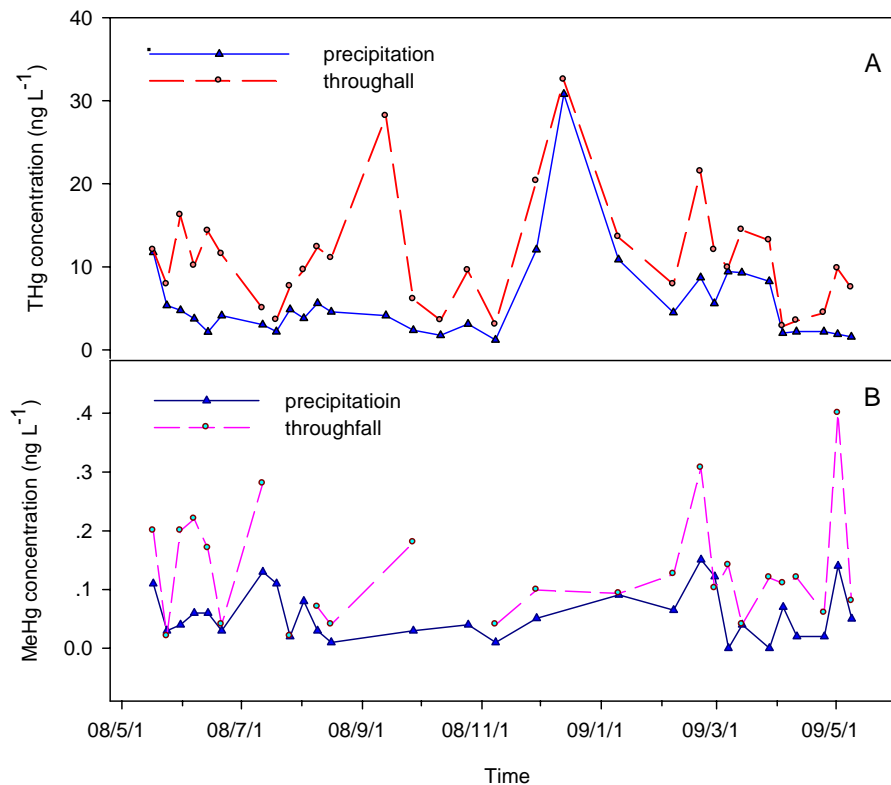 40
30
20
10
0
THg concentration (ng L-1)
precipitation
throughall
A
.4
.3
.2
.1
0.0
MeHg concentration (ng L-1)
precipitatioin
throughfall
B
08/5/1 08/7/1 08/9/1 08/11/1 09/1/1 09/3/1 09/5/1
Time